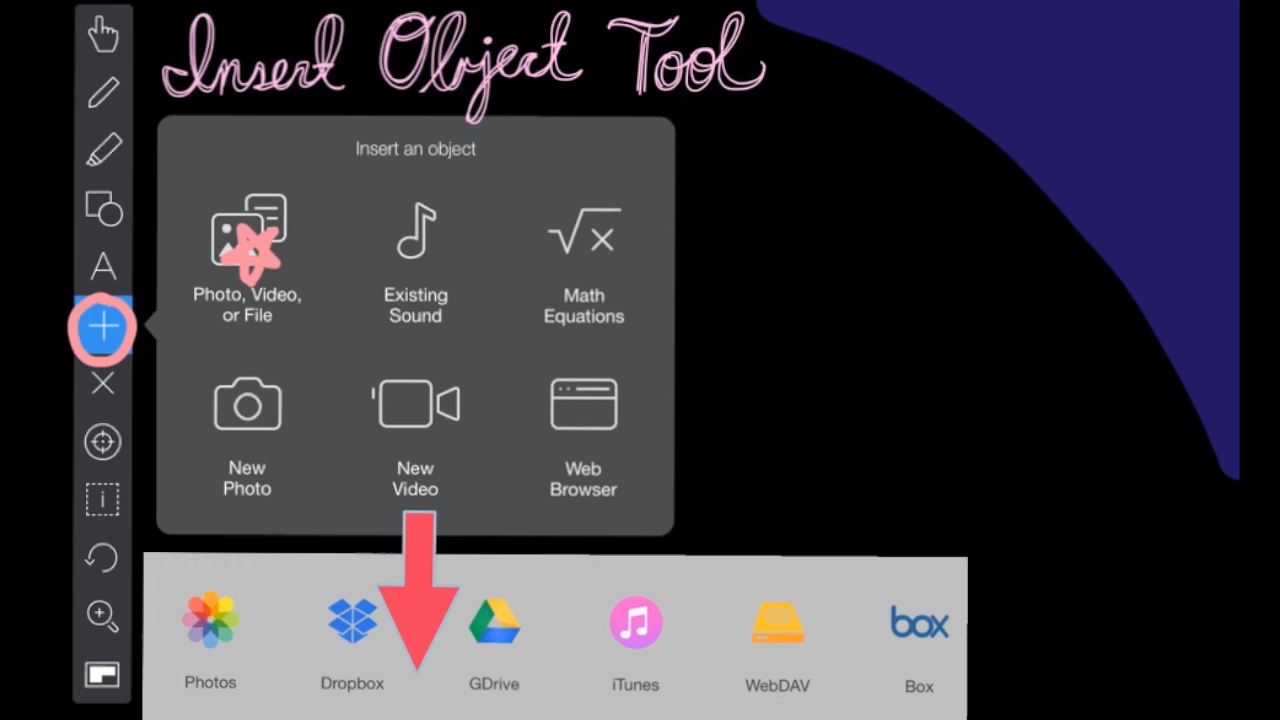 Insert Object Tool
Insert an object
Photo, Video,
or File
Existing
Sound
Math
Equations
New
Photo
New
Video
Web
Browser
A
i
box
Photos
Dropbox
GDrive
iTunes
WebDAV
Box